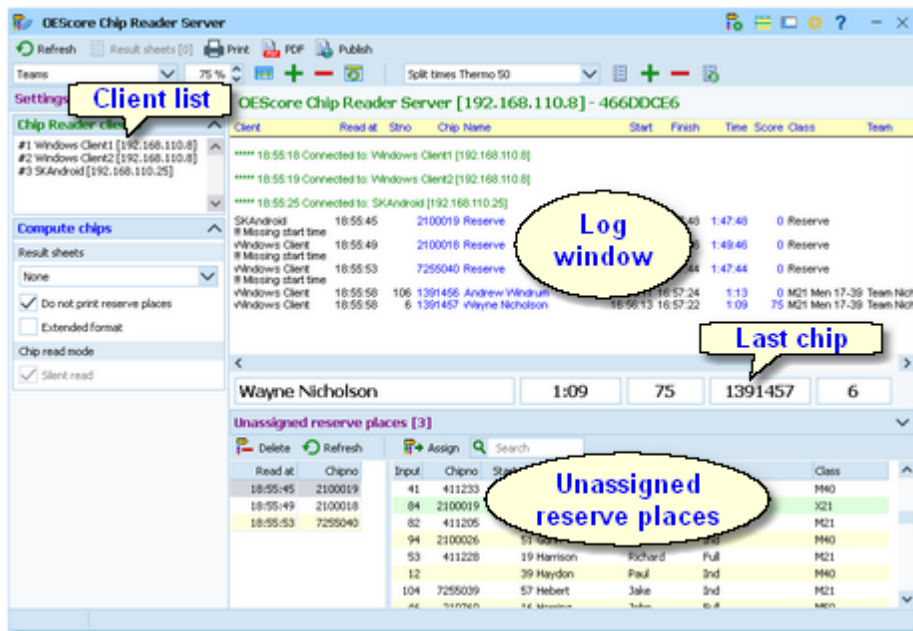 OEScore Chip Reader Server
Refresh Result sheets [0] Print PDF Publish
Teams 75 % Split times Thermo 50
Settings
Client list
OEScore Chip Reader Server [192.168.110.8] - 466DDCE6
Chip Reader clie
#1 Windows Client1 [192.168.110.8]
#2 Windows Client2 [192.168.110.8]
#3 SKAndroid [192.168.110.25]
Client Read at Stno Chip Name Start Finish Time Score Class Team
***** 18:55:18 Connected to: Windows Client1 [192.168.110.8]
***** 18:55:19 Connected to: Windows Client2 [192.168.110.8]
***** 18:55:25 Connected to: SKAndroid [192.168.110.25]
SKAndroid 18:55:45 2100019 Reserve :48 1:47:48 0 Reserve
!!! Missing start time
Windows Client 18:55:49 2100018 Reserve 1:49:46 0 Reserve
!!! Missing start time
Windows Client 18:55:53 7255040 Reserve 1:47:44 0 Reserve
!!! Missing start time
Windows Client 18:55:58 106 1391456 Andrew Windrum 16:57:24 1:13 0 M21 Men 17-39 Team Nich
Windows Client 18:55:58 6 1391457 Wayne Nicholson 16:56:13 16:57:22 1:09 75 M21 Men 17-39 Team Nich
Log
window
Compute chips
Result sheets
None
Do not print reserve places
Extended format
Chip read mode
Silent read
Last chip
Wayne Nicholson 1:09 75 1391457 6
Unassigned reserve places [3]
Delete Refresh Assign Search
Read at Chipno
18:55:45 2100019
18:55:49 2100018
18:55:53 7255040
Input Chipno Class
41 411233 M40
84 2100019 X21
82 411205 M21
94 2100026 51 Ind M40
53 411228 19 Harrison Richard Full M21
12 39 Haydon Paul Ind M40
104 7255039 57 Hebert Jake Ind M21
Unassigned
reserve places